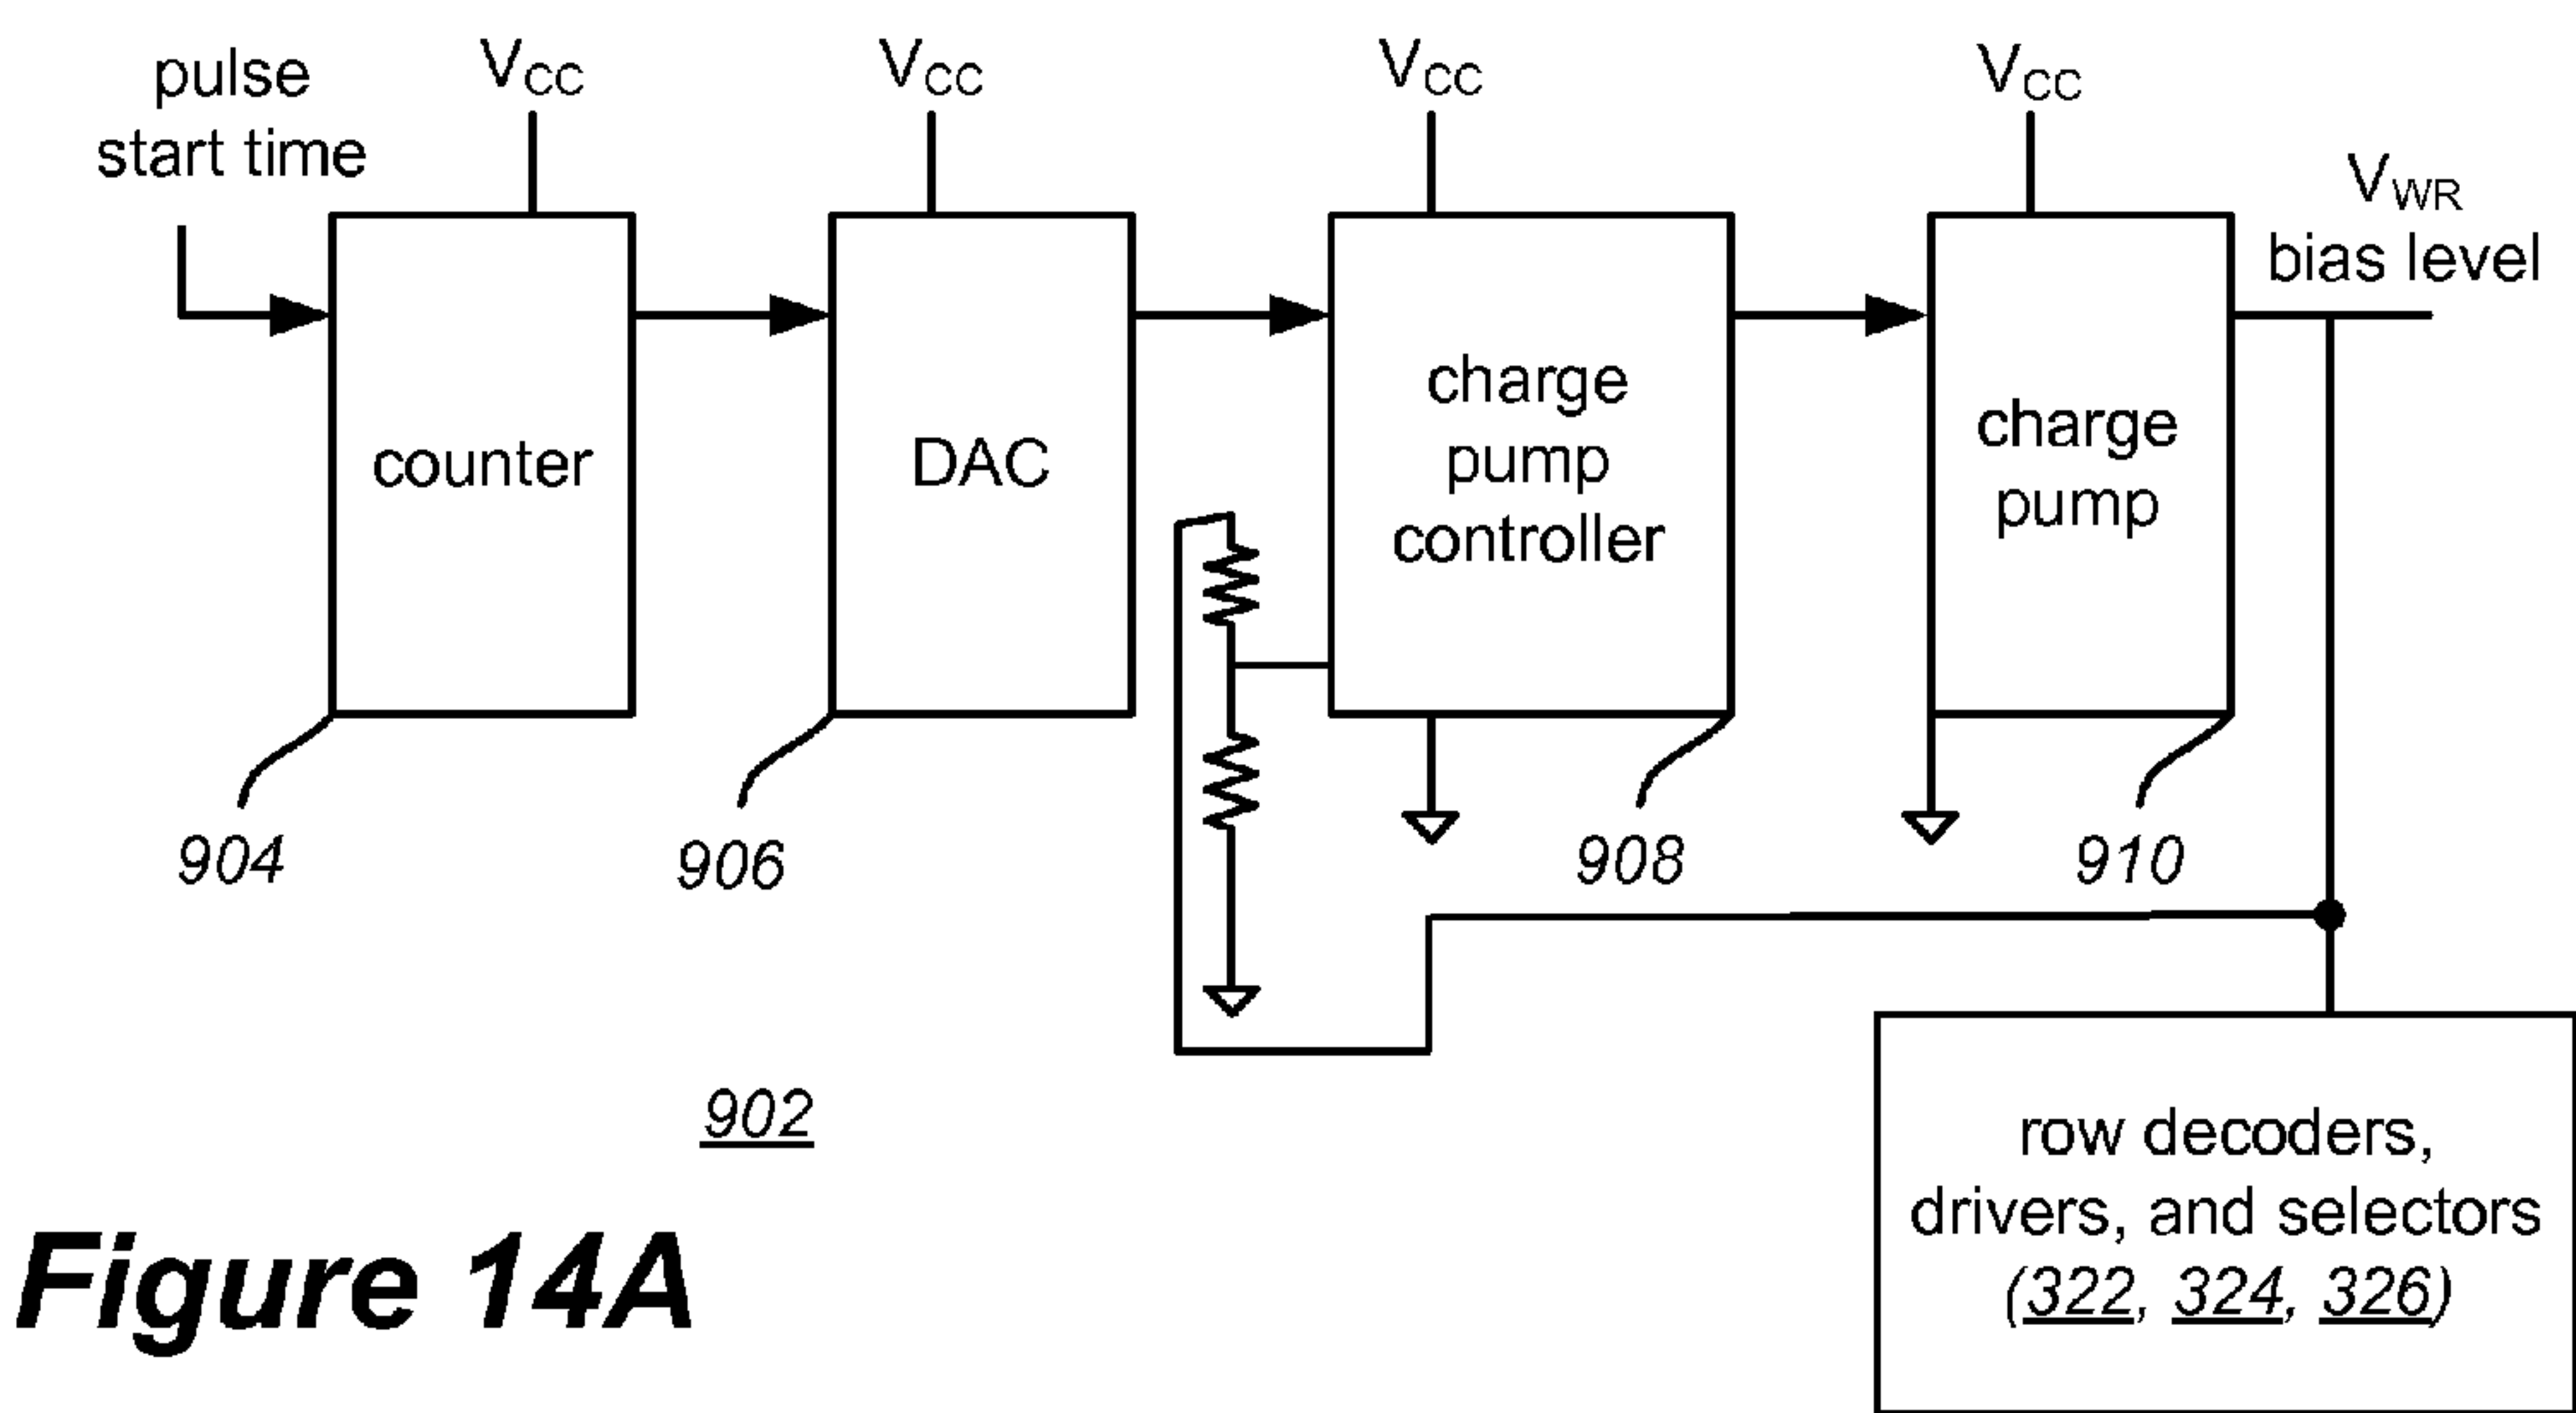 pulse
start time
VCC
VCC
VCC
VCC
VWR
bias level
counter
DAC
charge
pump
controller
charge
pump
904
906
908
910
902
row decoders,
drivers, and selectors
(322, 324, 326)
Figure 14A